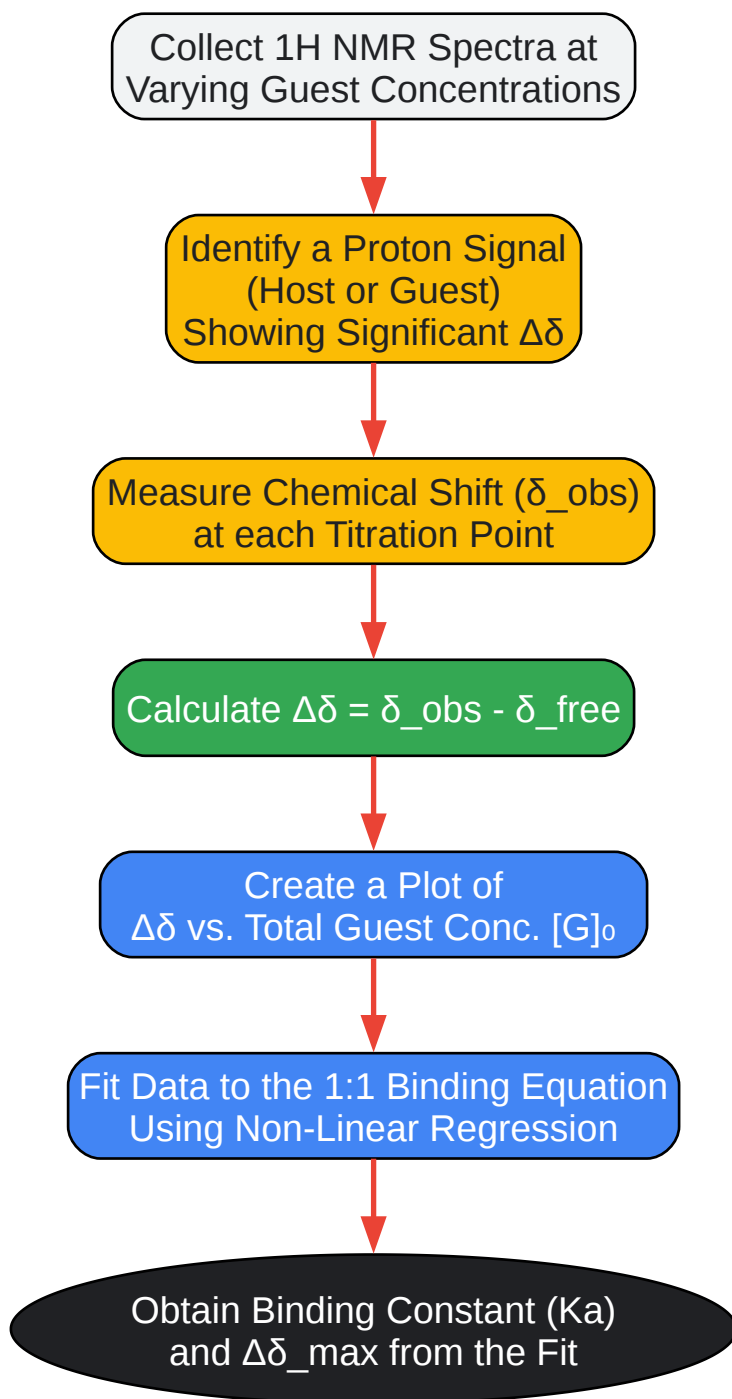 Collect 1H NMR Spectra at
Varying Guest Concentrations
Identify a Proton Signal
(Host or Guest)
Showing Significant Δδ
Measure Chemical Shift (δ_obs)
at each Titration Point
Calculate Δδ = δ_obs - δ_free
Create a Plot of
Δδ vs. Total Guest Conc. [G]₀
Fit Data to the 1:1 Binding Equation
Using Non-Linear Regression
Obtain Binding Constant (Ka)
and Δδ_max from the Fit